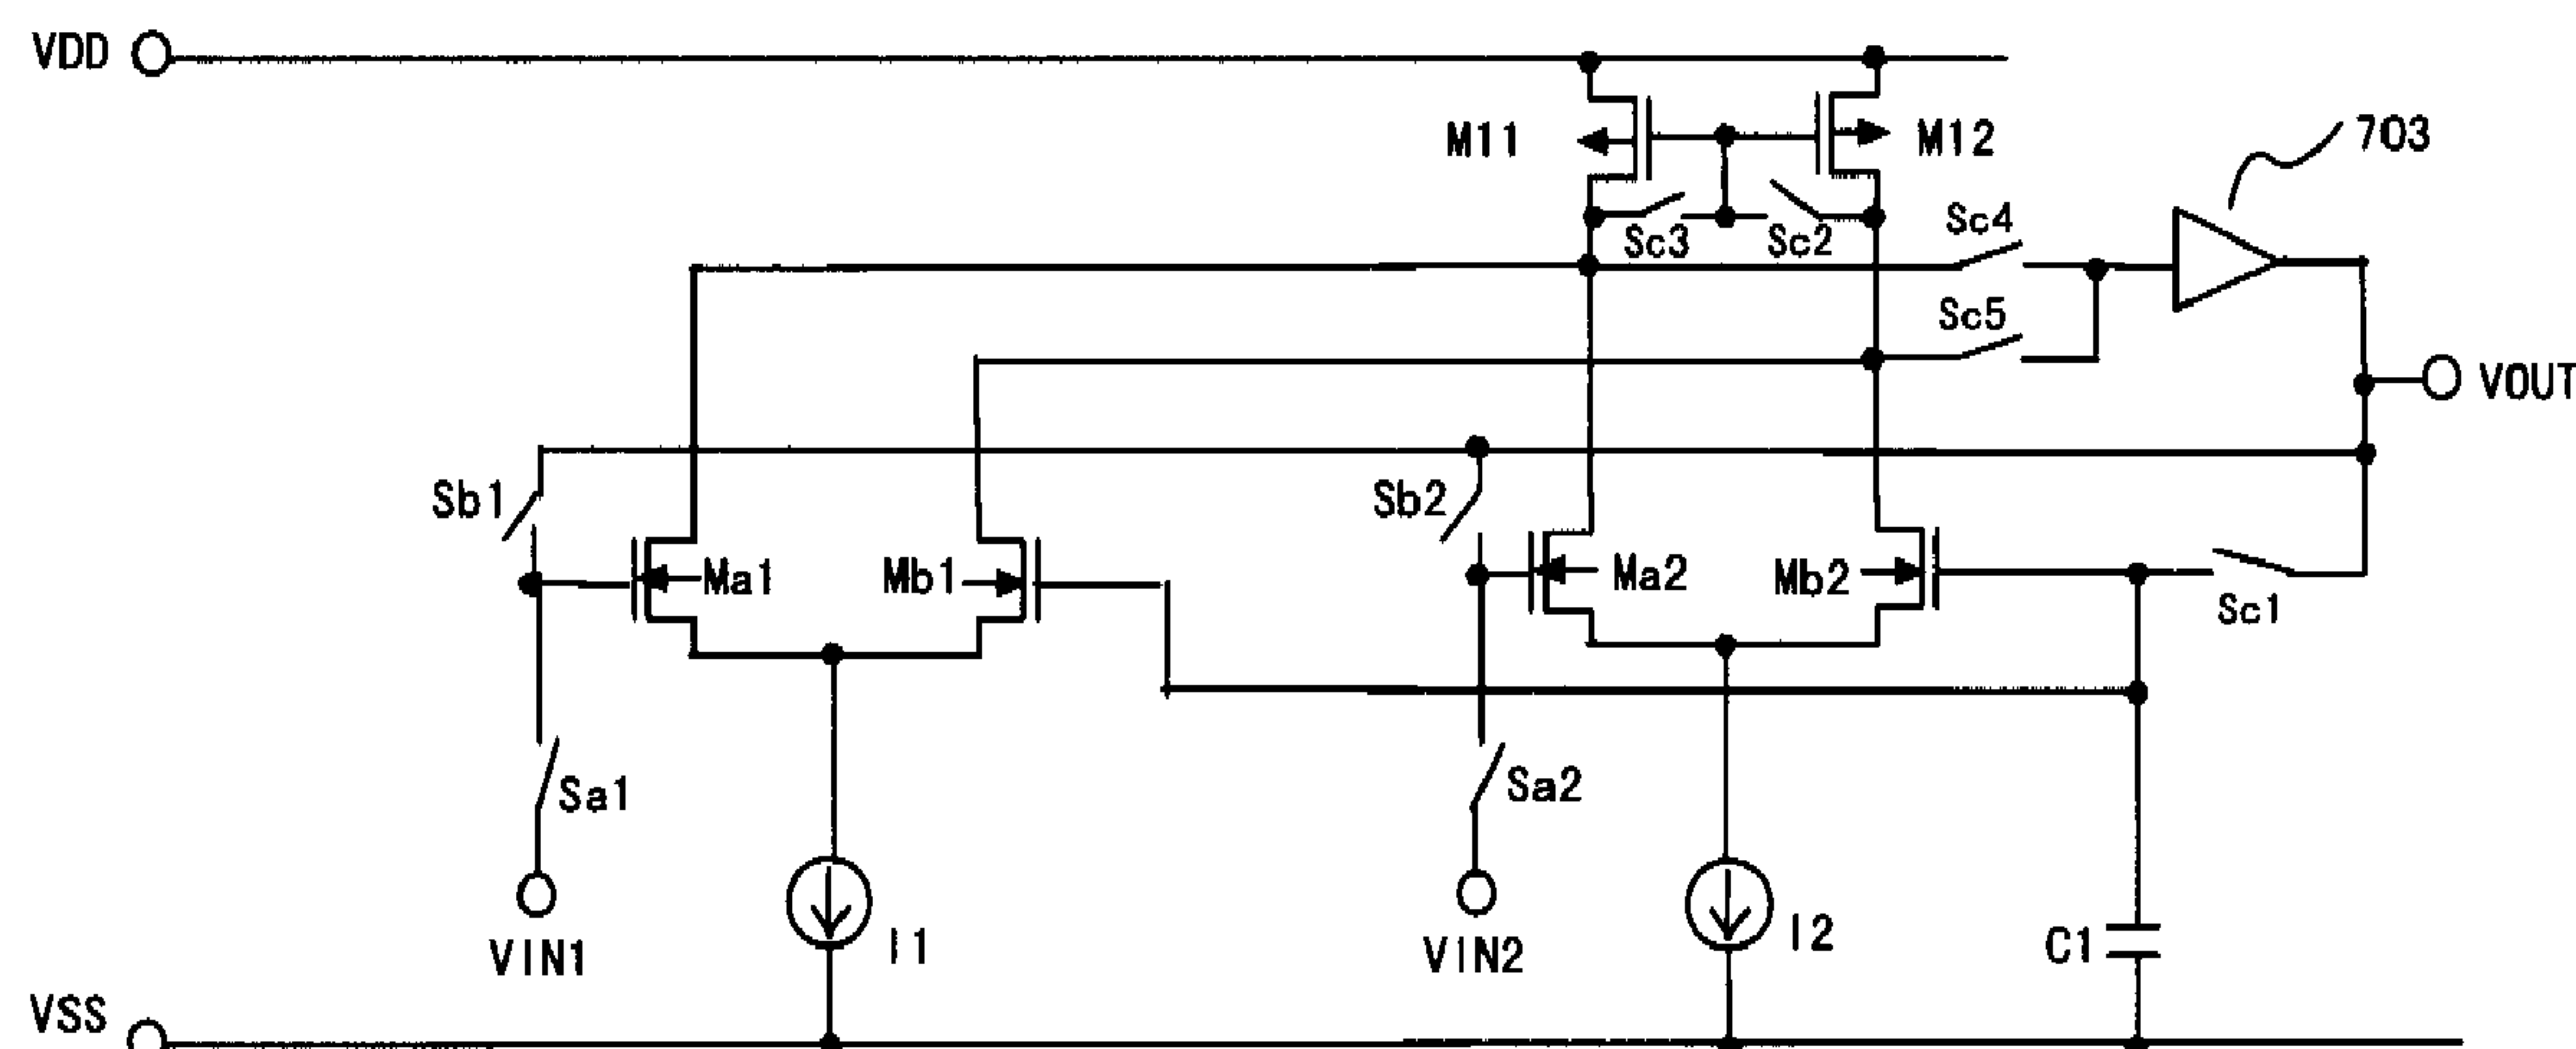 VDD
M11
M12
703
Sc3
Sc2
Sc4
Sc5
VOUT
Sb1
Sb2
Ma1
Mb1
Ma2
Mb2
Sc1
Sa1
Sa2
VIN1
I1
VIN2
I2
C1
VSS